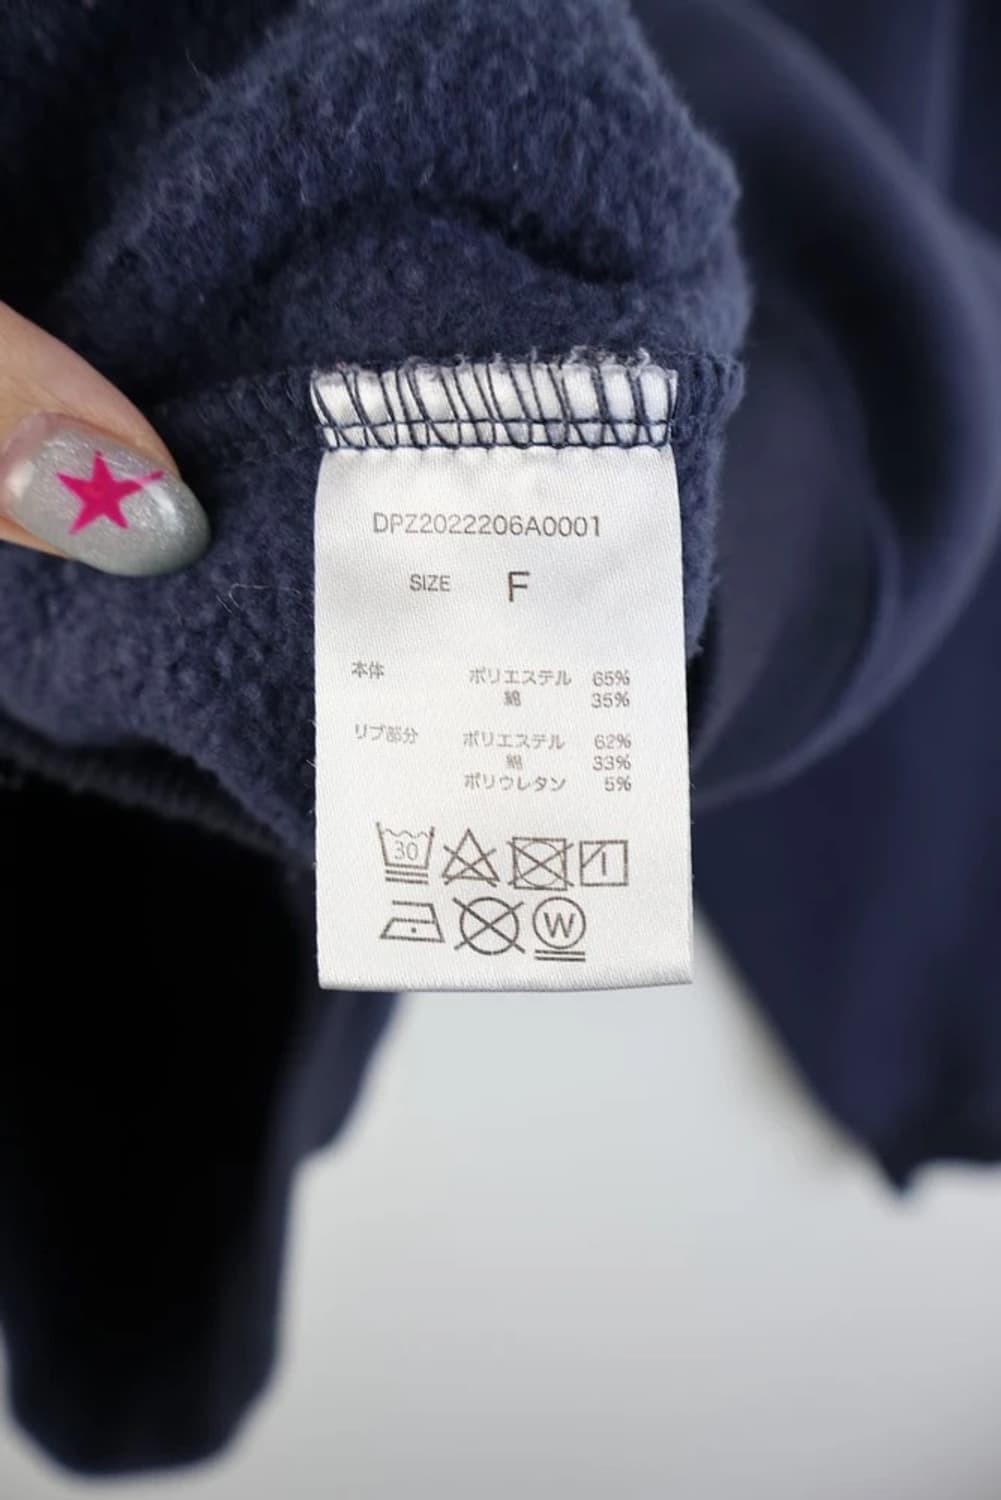 DPZ2022206A0001
SIZE F
本体 ポリエステル 65%
綿 35%
リブ部分 ポリエステル 62%
綿 33%
ポリウレタン 5%
30
W